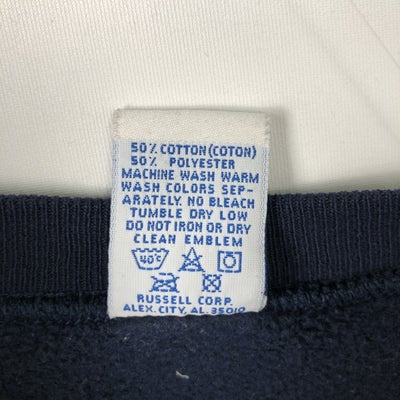 50% COTTON (COTON)
50% POLYESTER
MACHINE WASH WARM
WASH COLORS SEP-
ARATELY. NO BLEACH
TUMBLE DRY LOW
DO NOT IRON OR DRY
CLEAN EMBLEM
40°C
RUSSELL CORP.
ALEX. CITY, AL. 35010